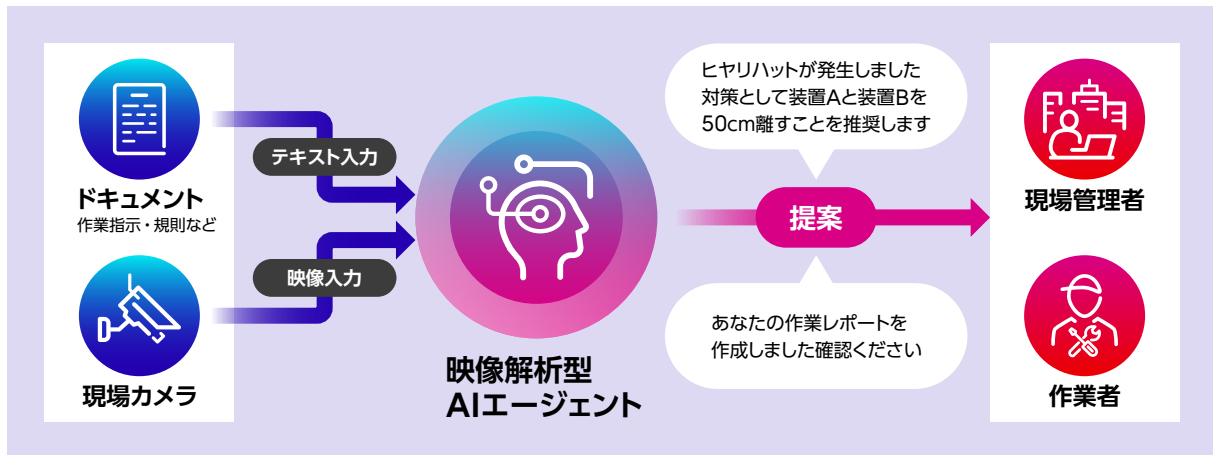 ドキュメント
作業指示・規則など
現場カメラ
テキスト入力
映像入力
映像解析型
AIエージェント
ヒヤリハットが発生しました
対策として装置Aと装置Bを
50cm離すことを推奨します
提案
あなたの作業レポートを
作成しました確認ください
現場管理者
作業者